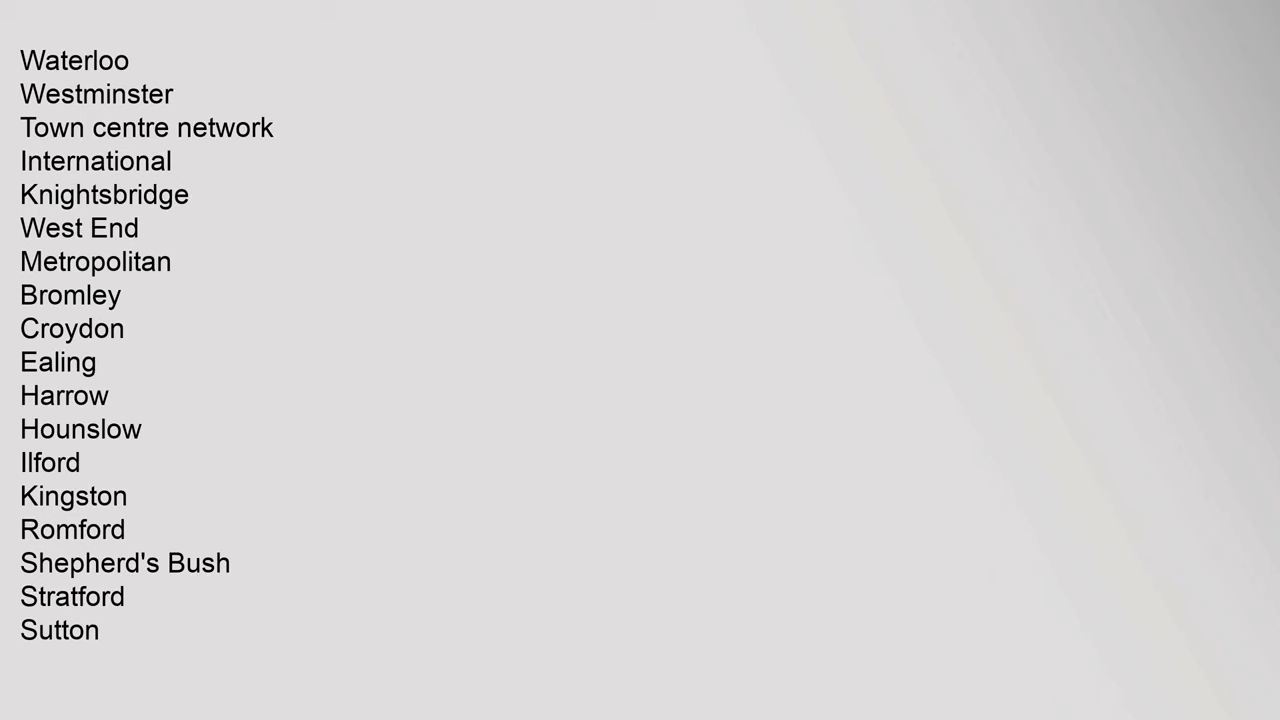 Waterloo
Westminster
Town centre network
International
Knightsbridge
West End
Metropolitan
Bromley
Croydon
Ealing
Harrow
Hounslow
Ilford
Kingston
Romford
Shepherd's Bush
Stratford
Sutton